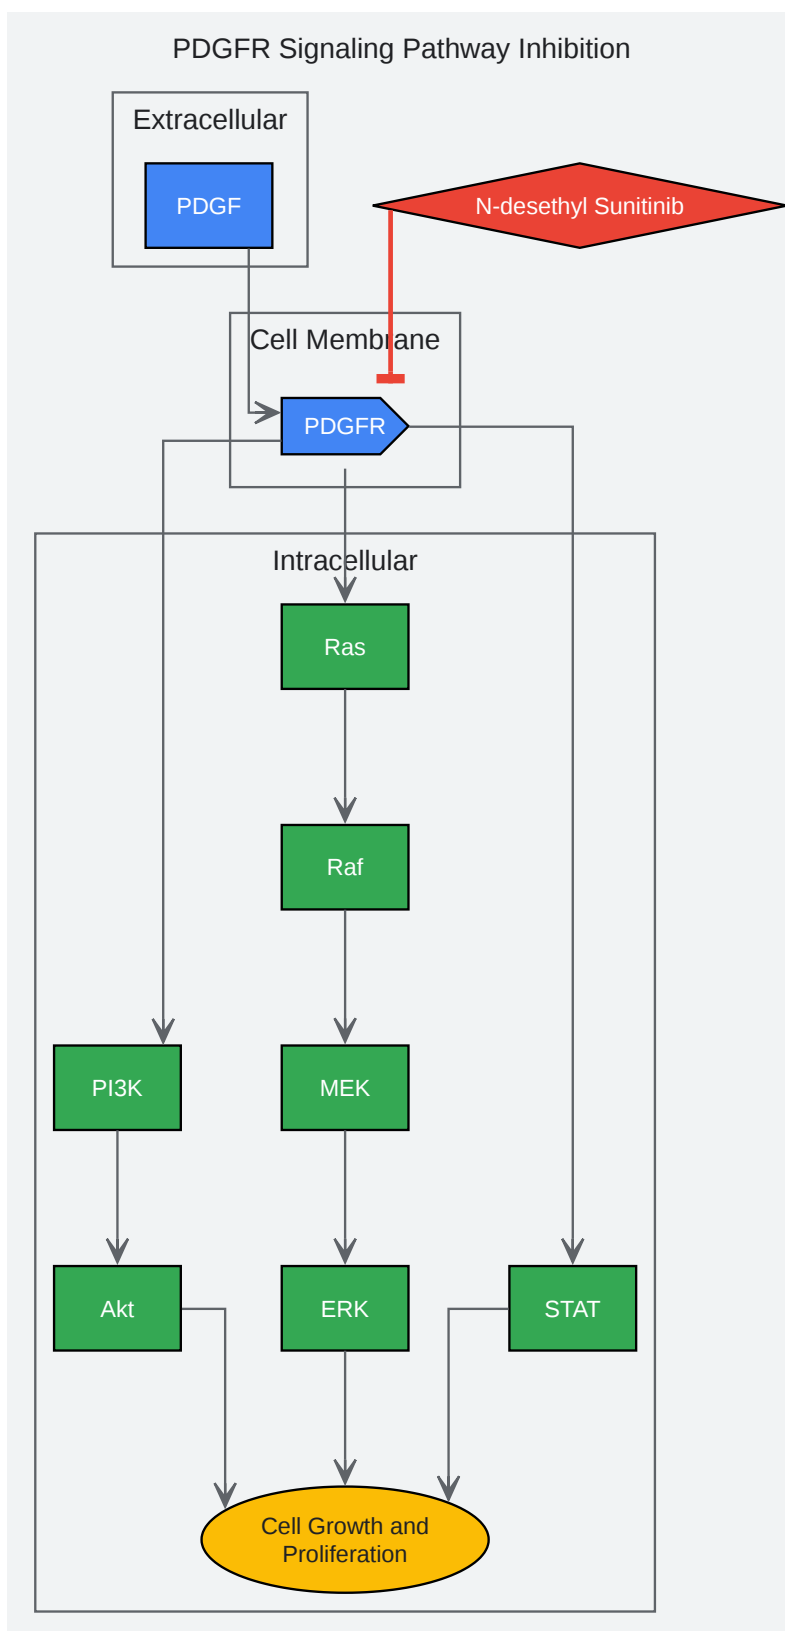 PDGFR Signaling Pathway Inhibition
Extracellular
PDGF
N-desethyl Sunitinib
Cell Membrane
PDGFR
Intracellular
Ras
Raf
PI3K
MEK
Akt
ERK
STAT
Cell Growth and
Proliferation